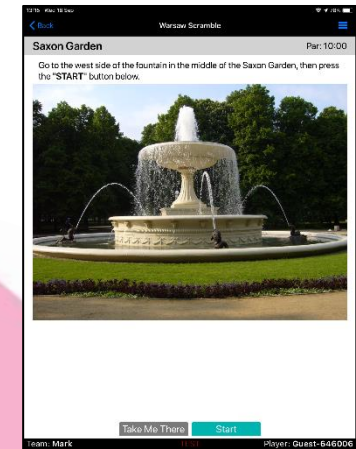 Back
Warsaw Scramble
Saxon Garden
Par: 10:00
Go to the west side of the fountain in the middle of the Saxon Garden, then press
the "START" button below.
Take Me There
Start
Team: Mark
TEST
Player: Guest-646006